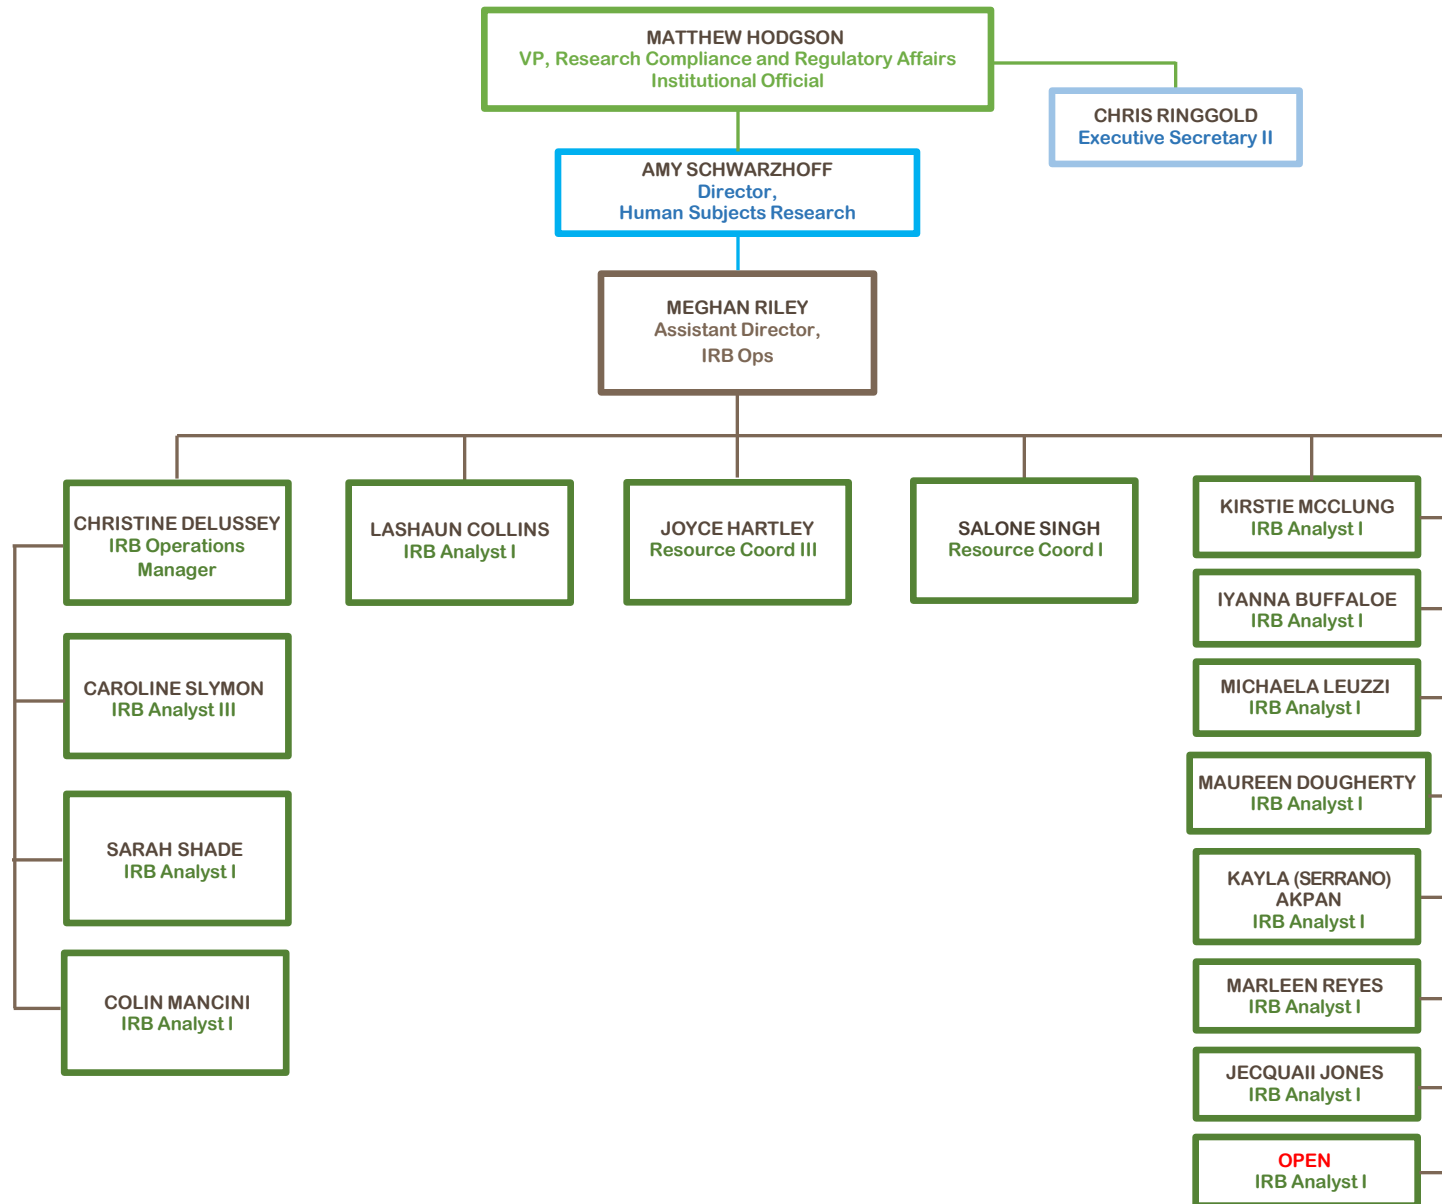 MATTHEW HODGSON
VP, Research Compliance and Regulatory Affairs
Institutional Official
CHRIS RINGGOLD
Executive Secretary II
AMY SCHWARZHOFF
Director,
Human Subjects Research
MEGHAN RILEY
Assistant Director,
IRB Ops
CHRISTINE DELUSSEY
IRB Operations
Manager
LASHAUN COLLINS
IRB Analyst I
JOYCE HARTLEY
Resource Coord III
SALONE SINGH
Resource Coord I
KIRSTIE MCCLUNG
IRB Analyst I
IYANNA BUFFALOE
IRB Analyst I
CAROLINE SLYMON
IRB Analyst III
MICHAELA LEUZZI
IRB Analyst I
MAUREEN DOUGHERTY
IRB Analyst I
SARAH SHADE
IRB Analyst I
KAYLA (SERRANO)
AKPAN
IRB Analyst I
COLIN MANCINI
IRB Analyst I
MARLEEN REYES
IRB Analyst I
JECQUAII JONES
IRB Analyst I
OPEN
IRB Analyst I